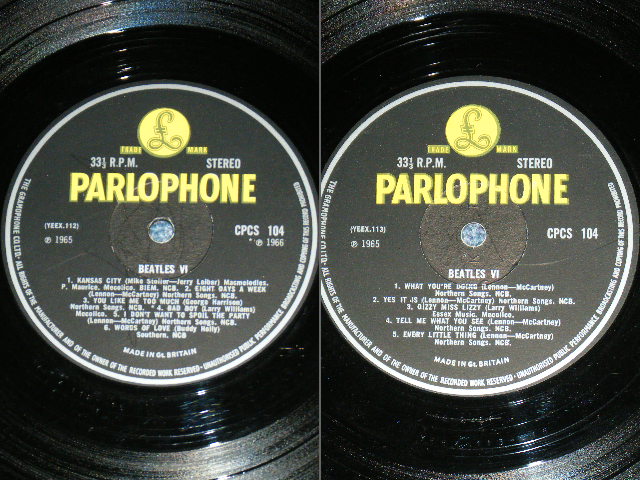 £
TRADE MARK
33⅓ R.P.M. STEREO
PARLOPHONE
(YEEX.112) CPCS 104
℗ 1965 ℗ 1966
BEATLES VI
1. KANSAS CITY (Mike Stoller—Jerry Leiber) Macmelodies.
P. Maurice. Mecolico, BIEM, NCB. 2. EIGHT DAYS A WEEK
(Lennon—McCartney) Northern Songs. NCB.
3. YOU LIKE ME TOO MUCH (George Harrison)
Northern Songs. NCB. 4. BAD BOY (Larry Williams)
Mecolico. 5. I DON'T WANT TO SPOIL THE PARTY
(Lennon—McCartney) Northern Songs. NCB.
6. WORDS OF LOVE (Buddy Holly)
Southern. NCB
MADE IN Gt. BRITAIN
THE GRAMOPHONE CO. LTD. ALL RIGHTS OF THE MANUFACTURER AND OF THE OWNER OF THE RECORDED WORK RESERVED · UNAUTHORISED PUBLIC PERFORMANCE BROADCASTING AND COPYING OF THIS RECORD PROHIBITED
£
TRADE MARK
33⅓ R.P.M. STEREO
PARLOPHONE
(YEEX.113) CPCS 104
℗ 1965
BEATLES VI
1. WHAT YOU'RE DOING (Lennon—McCartney)
Northern Songs. NCB.
2. YES IT IS (Lennon—McCartney) Northern Songs. NCB.
3. DIZZY MISS LIZZY (Larry Williams)
Essex Music. Mecolico.
4. TELL ME WHAT YOU SEE (Lennon—McCartney)
Northern Songs. NCB.
5. EVERY LITTLE THING (Lennon—McCartney)
Northern Songs. NCB.
MADE IN Gt. BRITAIN
THE GRAMOPHONE CO. LTD. ALL RIGHTS OF THE MANUFACTURER AND OF THE OWNER OF THE RECORDED WORK RESERVED · UNAUTHORISED PUBLIC PERFORMANCE BROADCASTING AND COPYING OF THIS RECORD PROHIBITED